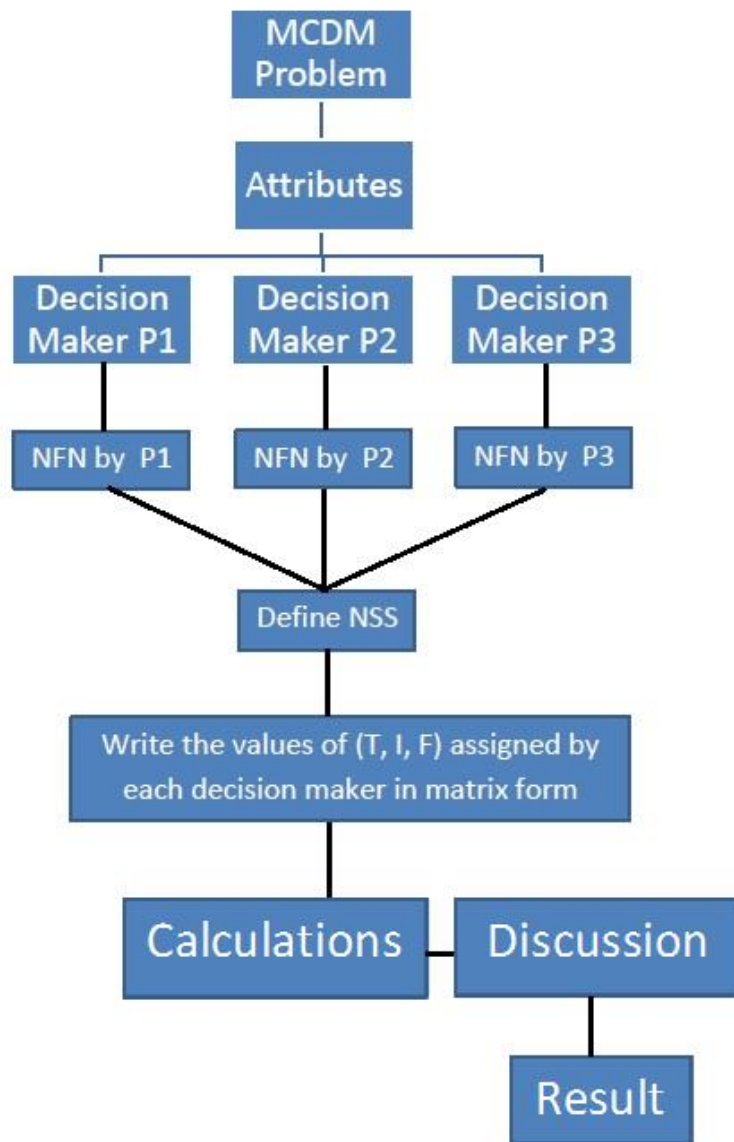 MCDM
Problem
Attributes
Decision
Maker P1
Decision
Maker P2
Decision
Maker P3
NFN by P1
NFN by P2
NFN by P3
Define NSS
Write the values of (T, I, F) assigned by
each decision maker in matrix form
Calculations
Discussion
Result